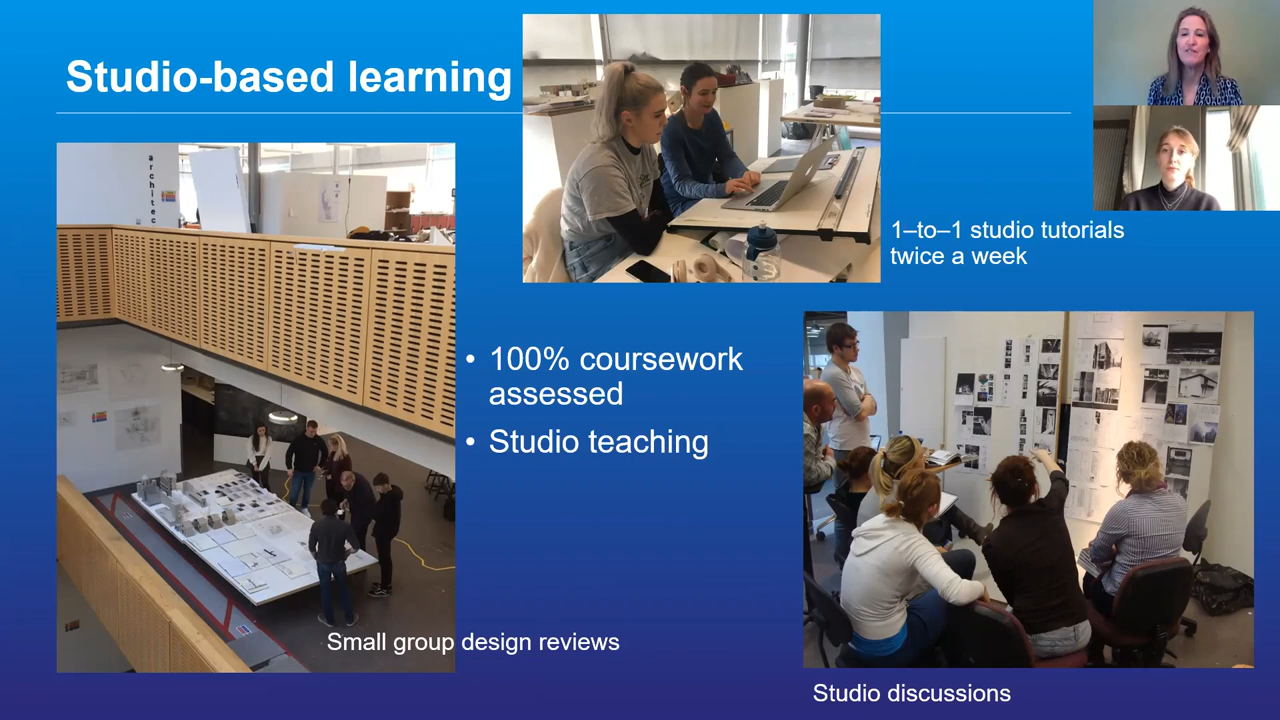 Studio-based learning
architec
1–to–1 studio tutorials
twice a week
• 100% coursework
assessed
• Studio teaching
Small group design reviews
Studio discussions